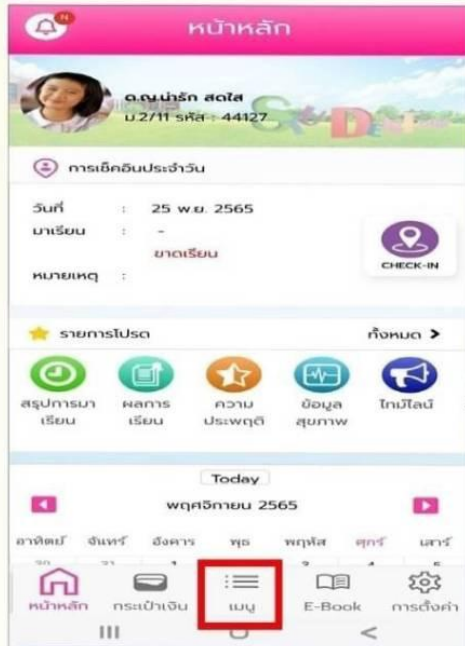 N
หน้าหลัก
ด.ญ.น่ารัก สดใส
ม.2/11 รหัส : 44127
การเช็คอินประจำวัน
วันที่ : 25 พ.ย. 2565
มาเรียน : -
ขาดเรียน
หมายเหตุ :
CHECK-IN
รายการโปรด ทั้งหมด >
สรุปการมาเรียน
ผลการเรียน
ความประพฤติ
ข้อมูลสุขภาพ
ไทม์ไลน์
Today
พฤศจิกายน 2565
อาทิตย์ จันทร์ อังคาร พุธ พฤหัส ศุกร์ เสาร์
30 31 1 2 3 4 5
หน้าหลัก กระเป๋าเงิน เมนู E-Book การตั้งค่า